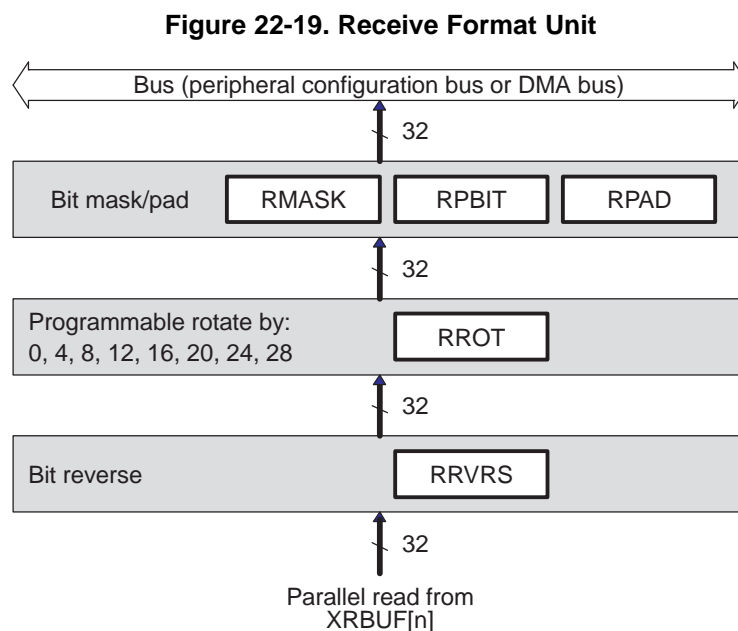 Figure 22-19. Receive Format Unit
Bus (peripheral configuration bus or DMA bus)
32
Bit mask/pad RMASK RPBIT RPAD
32
Programmable rotate by:
0, 4, 8, 12, 16, 20, 24, 28
RROT
32
Bit reverse RRVRS
32
Parallel read from
XRBUF[n]